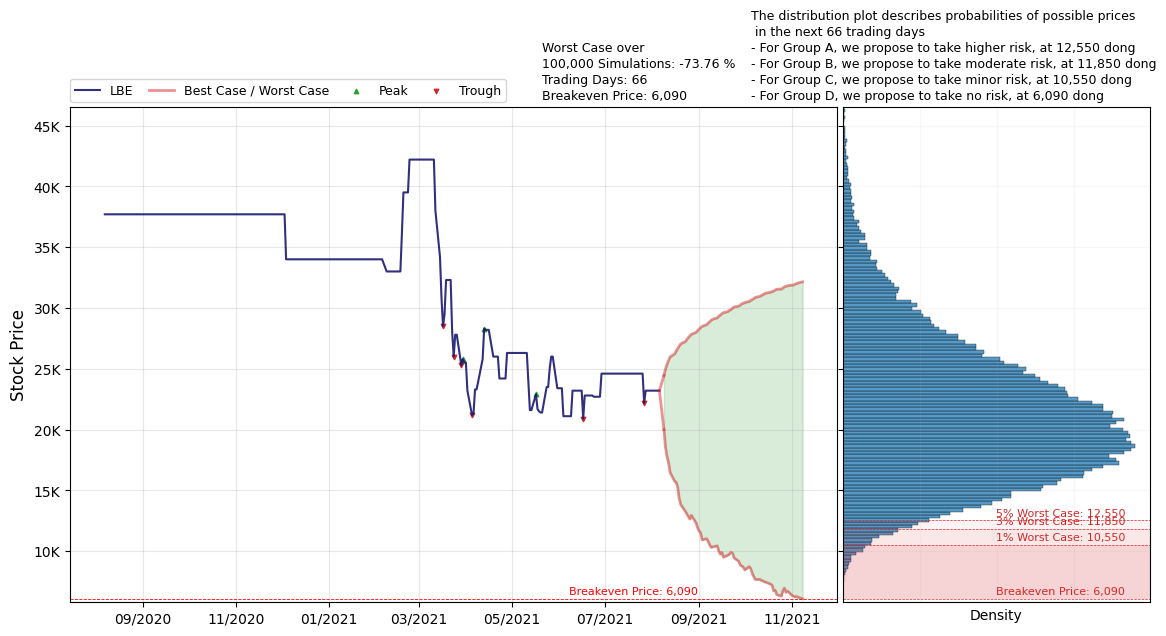 The distribution plot describes probabilities of possible prices
in the next 66 trading days
- For Group A, we propose to take higher risk, at 12,550 dong
- For Group B, we propose to take moderate risk, at 11,850 dong
- For Group C, we propose to take minor risk, at 10,550 dong
- For Group D, we propose to take no risk, at 6,090 dong
Worst Case over
100,000 Simulations: -73.76 %
Trading Days: 66
Breakeven Price: 6,090
LBE
Best Case / Worst Case
Peak
Trough
Stock Price
45K
40K
35K
30K
25K
20K
15K
10K
Breakeven Price: 6,090
09/2020
11/2020
01/2021
03/2021
05/2021
07/2021
09/2021
11/2021
5% Worst Case: 12,550
3% Worst Case: 11,850
1% Worst Case: 10,550
Breakeven Price: 6,090
Density